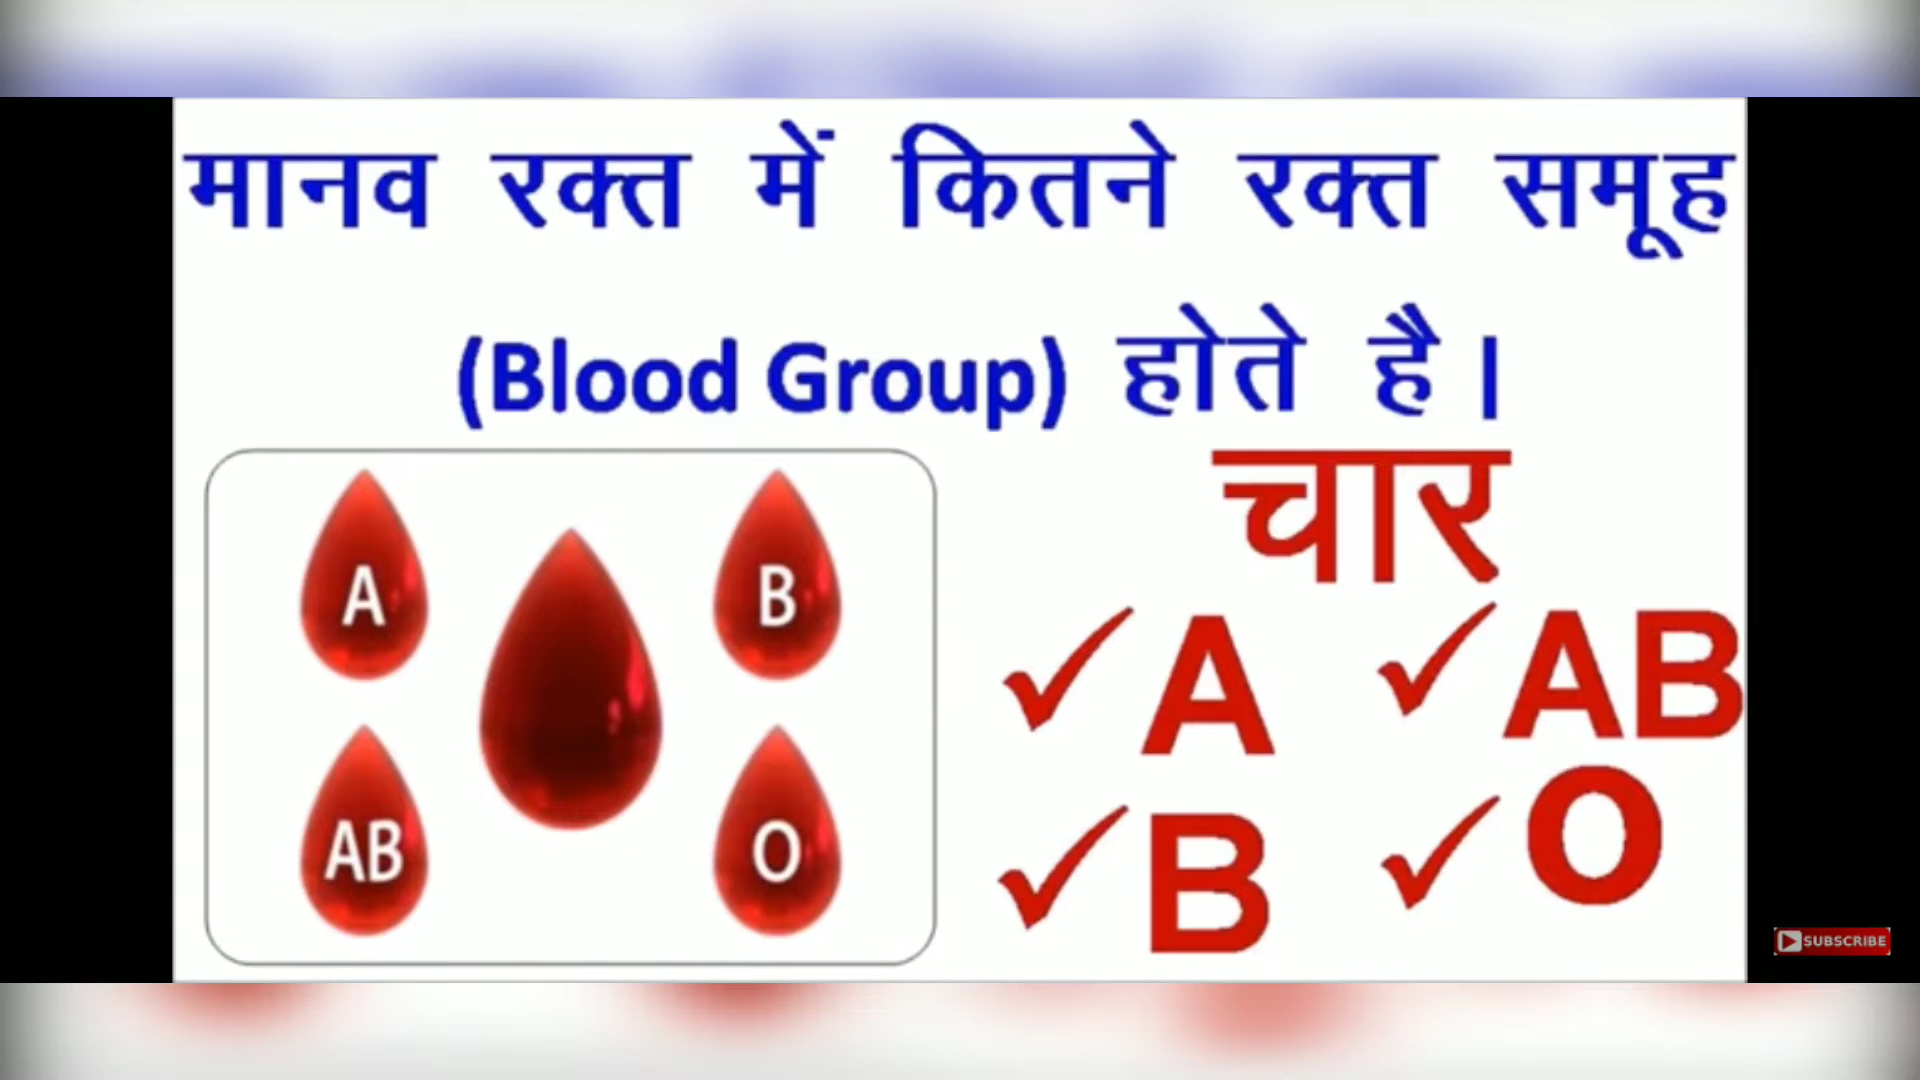 मानव रक्त में कितने रक्त समूह
(Blood Group) होते है।
चार
A
B
AB
O
A
AB
B
O
SUBSCRIBE